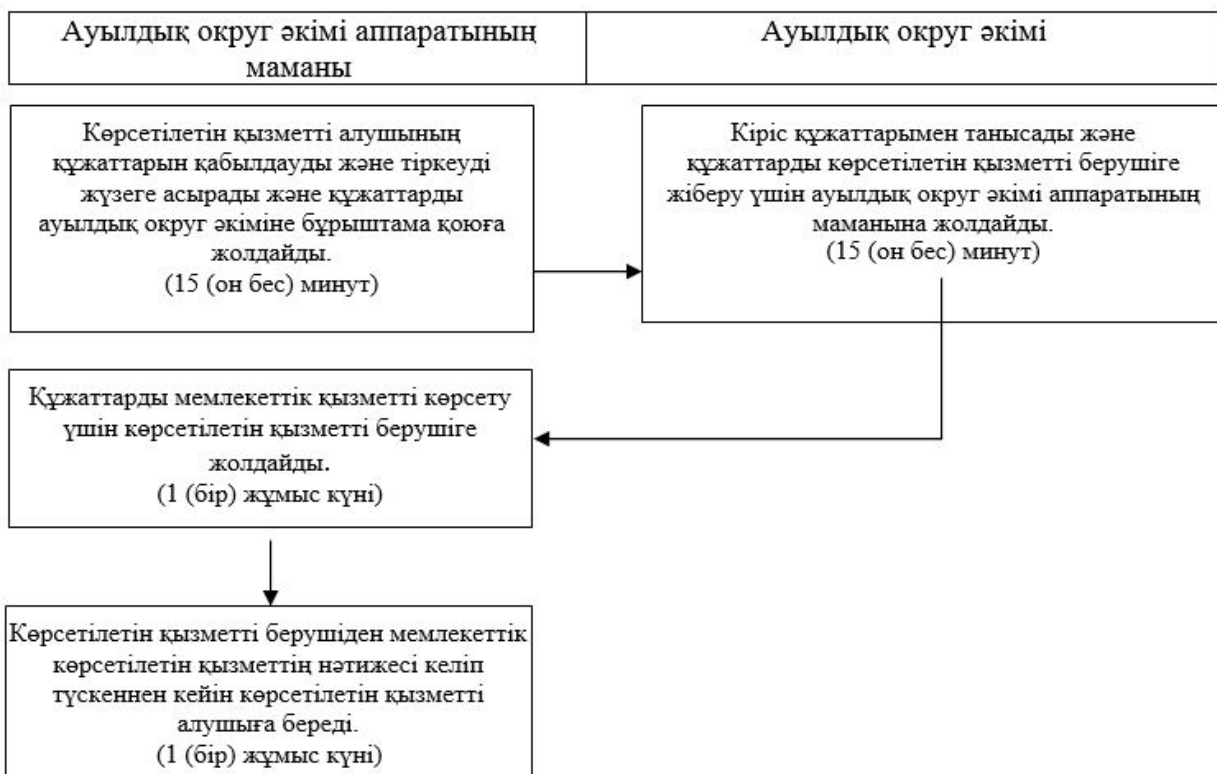 Ауылдық округ әкімі аппаратының
маманы
Ауылдық округ әкімі
Көрсетілетін қызметті алушының
құжаттарын қабылдауды және тіркеуді
жүзеге асырады және құжаттарды
ауылдық округ әкіміне бұрыштама қоюға
жолдайды.
(15 (он бес) минут)
Кіріс құжаттарымен танысады және
құжаттарды көрсетілетін қызметті берушіге
жіберу үшін ауылдық округ әкімі аппаратының
маманына жолдайды.
(15 (он бес) минут)
Құжаттарды мемлекеттік қызметті көрсету
үшін көрсетілетін қызметті берушіге
жолдайды.
(1 (бір) жұмыс күні)
Көрсетілетін қызметті берушіден мемлекеттік
көрсетілетін қызметтің нәтижесі келіп
түскеннен кейін көрсетілетін қызметті
алушыға береді.
(1 (бір) жұмыс күні)